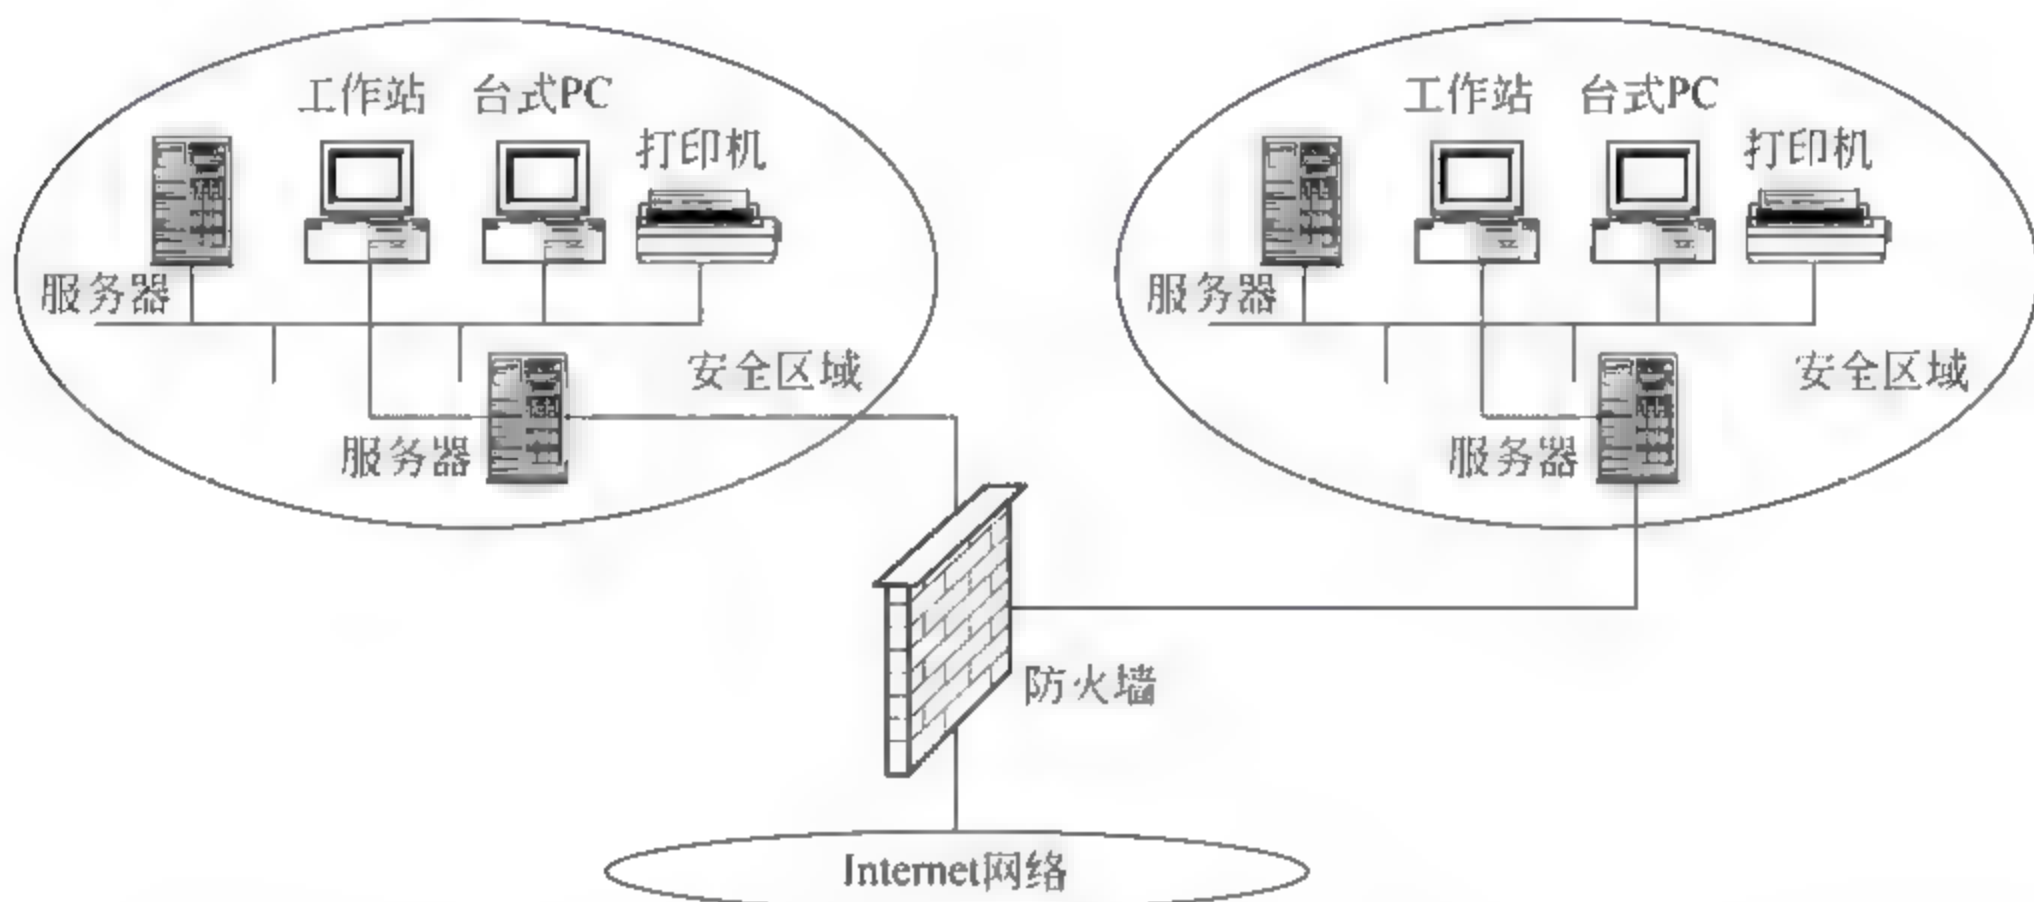 工作站
台式PC
打印机
服务器
安全区域
服务器
工作站
台式PC
打印机
服务器
安全区域
服务器
防火墙
Internet网络